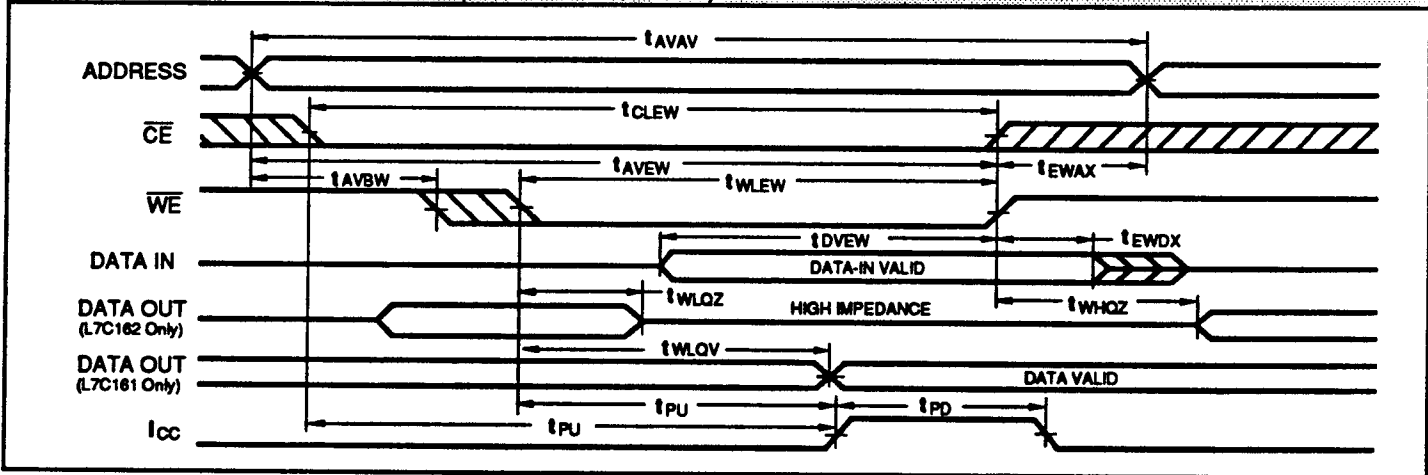 tAVAV
ADDRESS
tCLEW
CE
tAVEW
tEWAX
tAVBW
tWLEW
WE
tDVEW
tEWDX
DATA IN
DATA-IN VALID
tWLQZ
HIGH IMPEDANCE
tWHQZ
DATA OUT
(L7C162 Only)
tWLQV
DATA OUT
(L7C161 Only)
DATA VALID
tPU
tPD
tPU
ICC